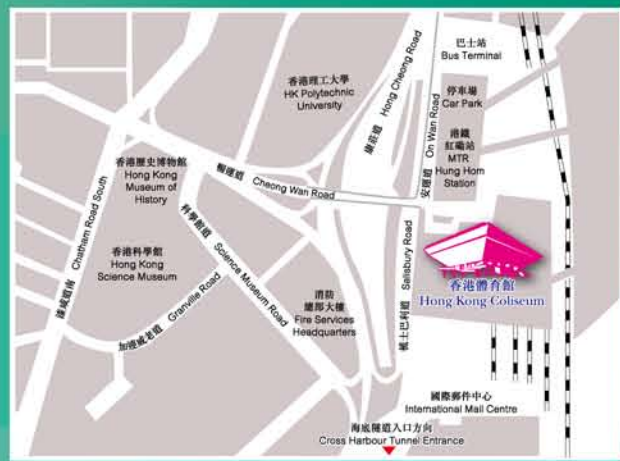 巴士站
Bus Terminal
香港理工大學
HK Polytechnic
University
康莊道 Hong Cheong Road
安運道 On Wan Road
停車場
Car Park
港鐵
紅磡站
MTR
Hung Hom
Station
香港歷史博物館
Hong Kong
Museum of
History
暢運道 Cheong Wan Road
漆咸道南 Chatham Road South
科學館道 Science Museum Road
香港科學館
Hong Kong
Science Museum
加連威老道 Granville Road
消防
總部大樓
Fire Services
Headquarters
梳士巴利道 Salisbury Road
香港體育館
Hong Kong Coliseum
國際郵件中心
International Mail Centre
海底隧道入口方向
Cross Harbour Tunnel Entrance